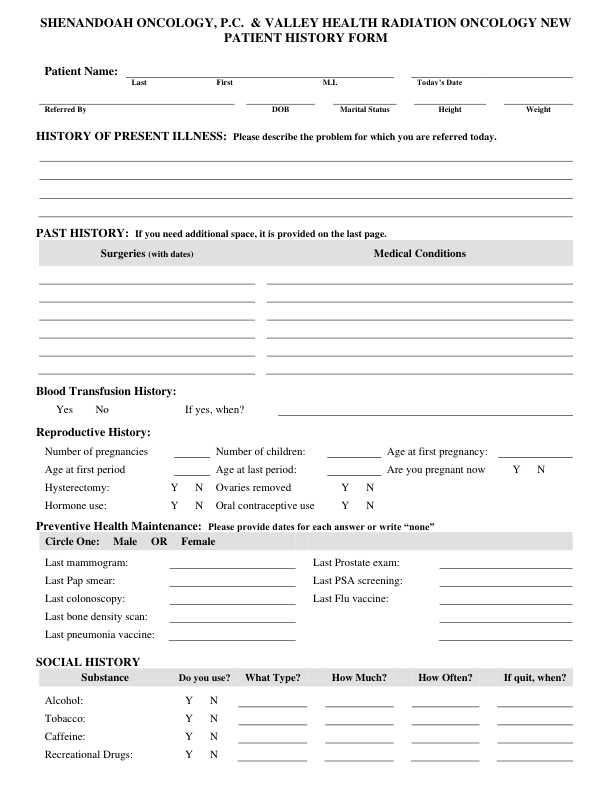 SHENANDOAH ONCOLOGY, P.C. & VALLEY HEALTH RADIATION ONCOLOGY NEW
PATIENT HISTORY FORM
Patient Name:
Last First M.I. Today's Date
Referred By DOB Marital Status Height Weight
HISTORY OF PRESENT ILLNESS: Please describe the problem for which you are referred today.
PAST HISTORY: If you need additional space, it is provided on the last page.
Surgeries (with dates) Medical Conditions
Blood Transfusion History:
Yes No If yes, when?
Reproductive History:
Number of pregnancies Number of children: Age at first pregnancy:
Age at first period Age at last period: Are you pregnant now Y N
Hysterectomy: Y N Ovaries removed Y N
Hormone use: Y N Oral contraceptive use Y N
Preventive Health Maintenance: Please provide dates for each answer or write “none”
Circle One: Male OR Female
Last mammogram: Last Prostate exam:
Last Pap smear: Last PSA screening:
Last colonoscopy: Last Flu vaccine:
Last bone density scan:
Last pneumonia vaccine:
SOCIAL HISTORY
Substance Do you use? What Type? How Much? How Often? If quit, when?
Alcohol: Y N
Tobacco: Y N
Caffeine: Y N
Recreational Drugs: Y N